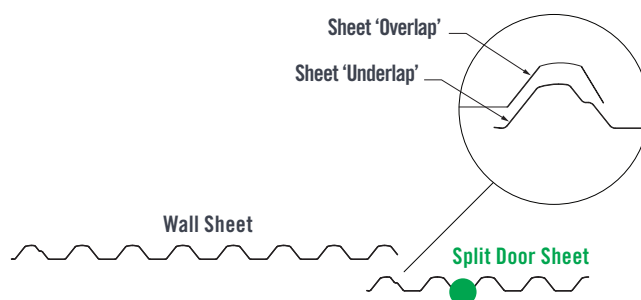 Sheet ‘Overlap’
Sheet ‘Underlap’
Wall Sheet
Split Door Sheet